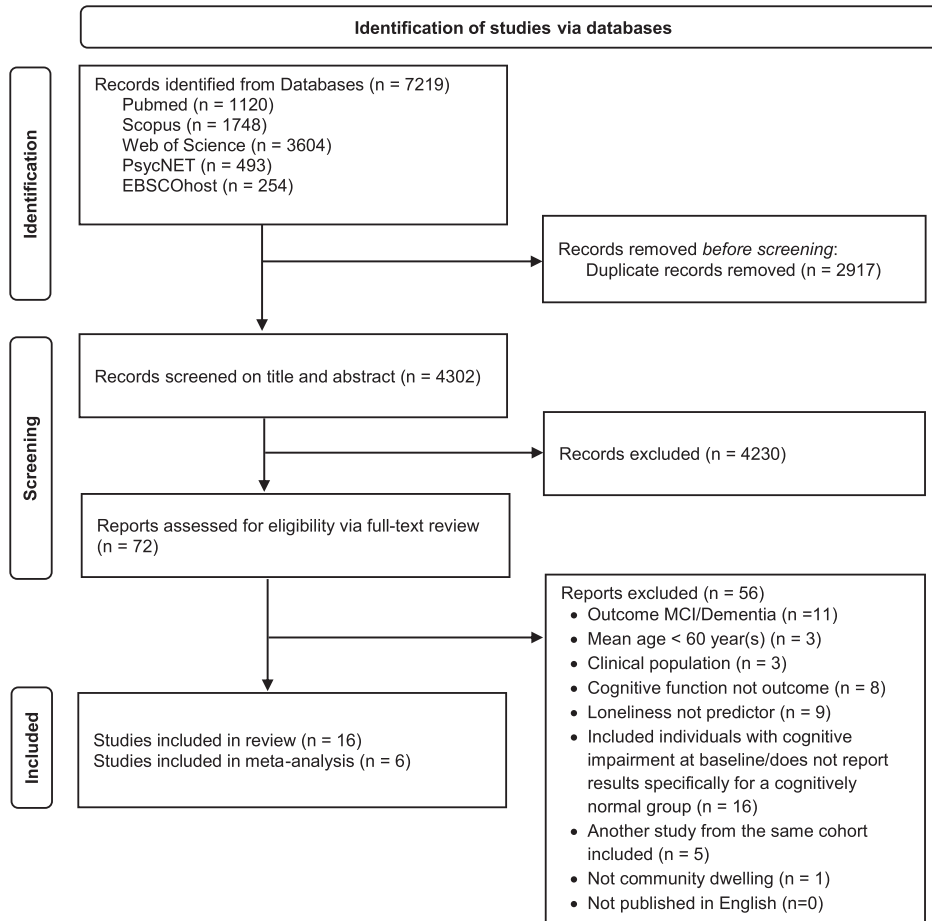 Identification of studies via databases
Identification
Records identified from Databases (n = 7219)
Pubmed (n = 1120)
Scopus (n = 1748)
Web of Science (n = 3604)
PsycNET (n = 493)
EBSCOhost (n = 254)
Records removed before screening:
Duplicate records removed (n = 2917)
Screening
Records screened on title and abstract (n = 4302)
Records excluded (n = 4230)
Reports assessed for eligibility via full-text review
(n = 72)
Reports excluded (n = 56)
• Outcome MCI/Dementia (n =11)
• Mean age < 60 year(s) (n = 3)
• Clinical population (n = 3)
• Cognitive function not outcome (n = 8)
• Loneliness not predictor (n = 9)
• Included individuals with cognitive
impairment at baseline/does not report
results specifically for a cognitively
normal group (n = 16)
• Another study from the same cohort
included (n = 5)
• Not community dwelling (n = 1)
• Not published in English (n=0)
Included
Studies included in review (n = 16)
Studies included in meta-analysis (n = 6)